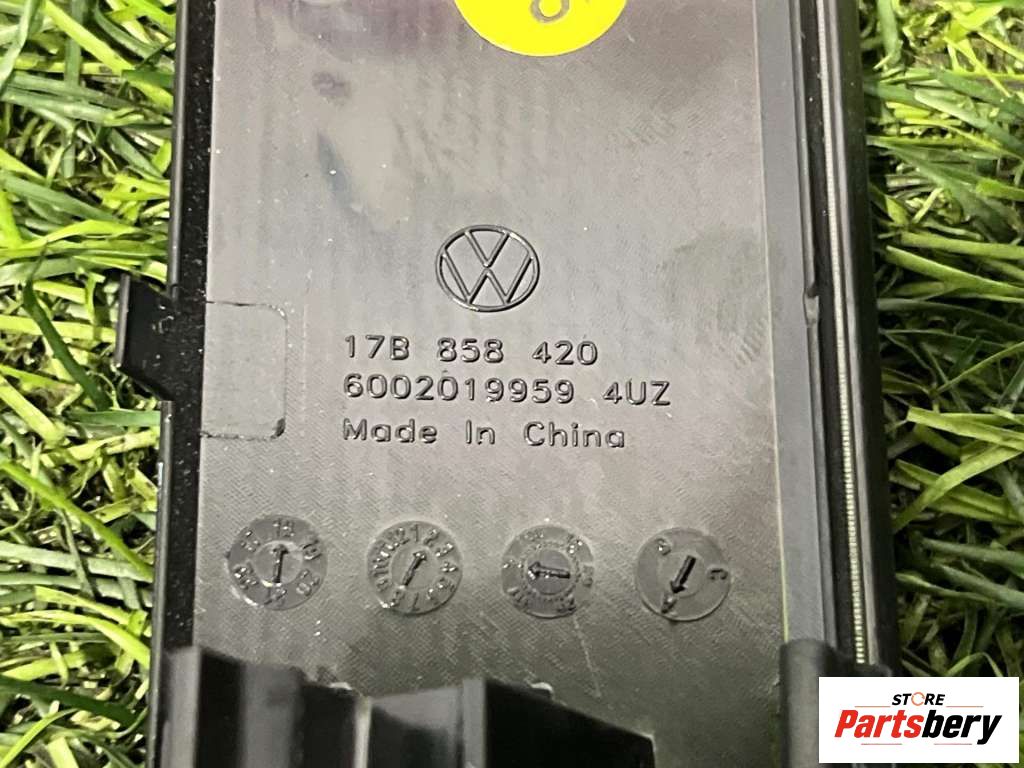 17B 858 420
6002019959 4UZ
Made In China
STORE
Partsbery